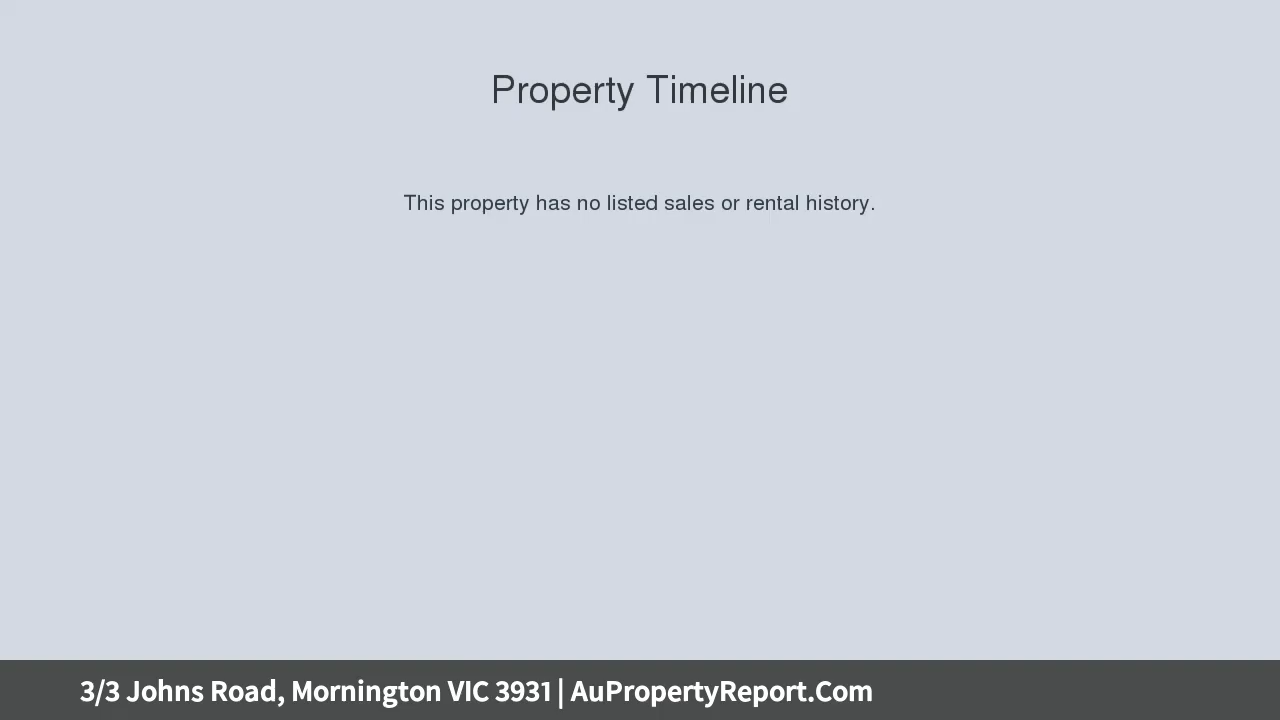 Property Timeline
This property has no listed sales or rental history.
3/3 Johns Road, Mornington VIC 3931 | AuPropertyReport.Com